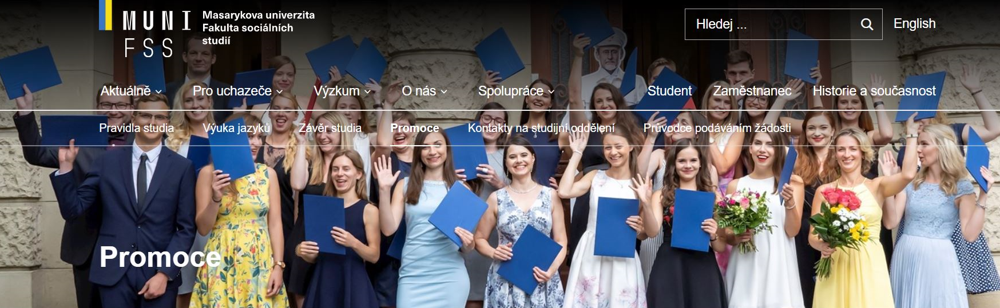 MUNI
FSS
Masarykova univerzita
Fakulta sociálních
studií
Hledej ...
English
Aktuálně
Pro uchazeče
Výzkum
O nás
Spolupráce
Student
Zaměstnanec
Historie a současnost
Pravidla studia
Výuka jazyků
Závěr studia
Promoce
Kontakty na studijní oddělení
Průvodce podáváním žádosti
Promoce